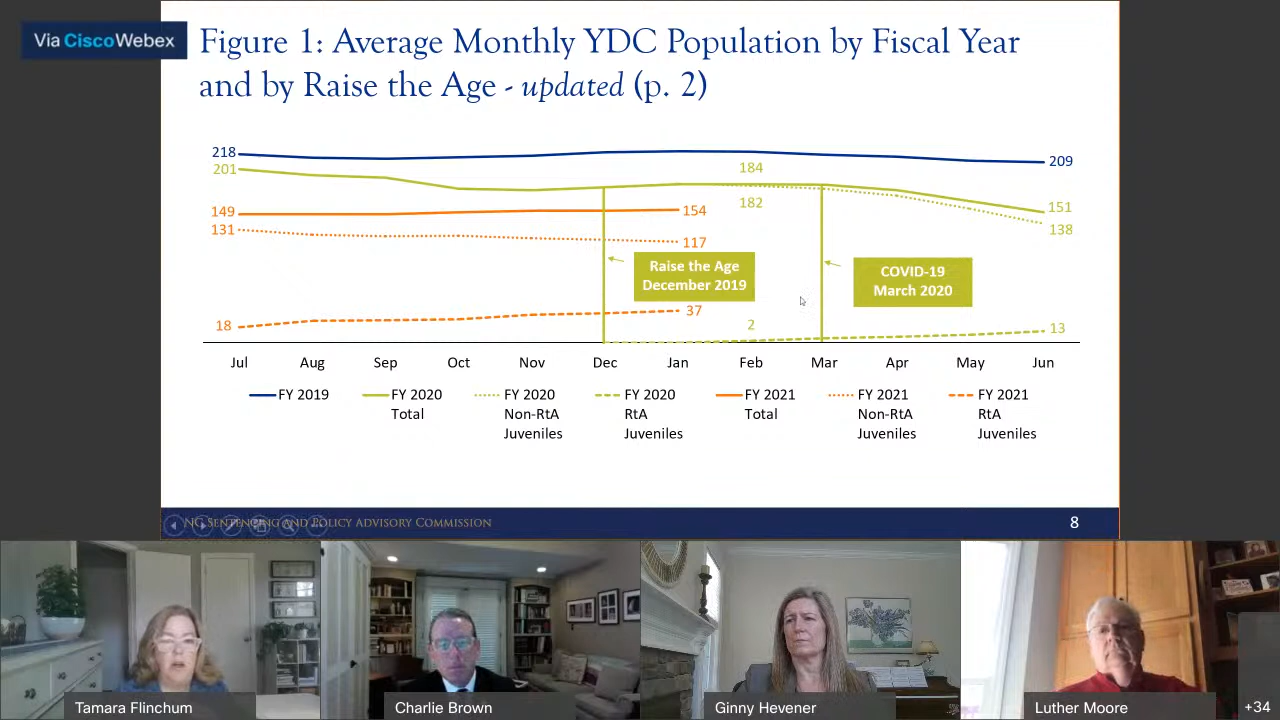 Via Cisco Webex
Figure 1: Average Monthly YDC Population by Fiscal Year
and by Raise the Age - updated (p. 2)
218
201
149
131
18
184
182
154
117
37
2
209
151
138
13
Raise the Age
December 2019
COVID-19
March 2020
Jul Aug Sep Oct Nov Dec Jan Feb Mar Apr May Jun
FY 2019
FY 2020
Total
FY 2020
Non-RtA
Juveniles
FY 2020
RtA
Juveniles
FY 2021
Total
FY 2021
Non-RtA
Juveniles
FY 2021
RtA
Juveniles
NC Sentencing and Policy Advisory Commission
8
Tamara Flinchum
Charlie Brown
Ginny Hevener
Luther Moore
+34